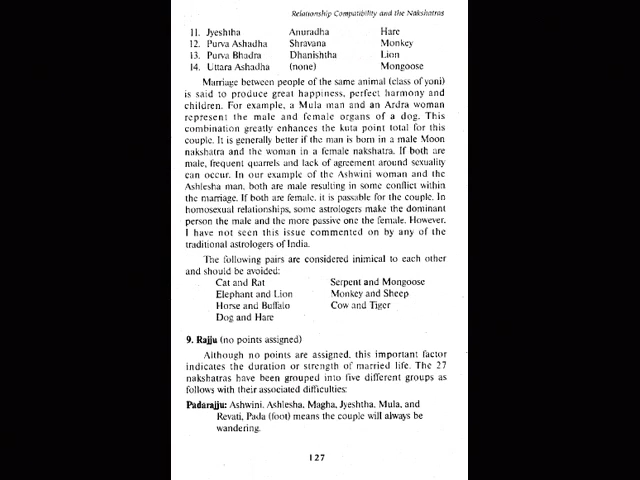 Relationship Compatibility and the Nakshatras
11. Jyeshtha Anuradha Hare
12. Purva Ashadha Shravana Monkey
13. Purva Bhadra Dhanishtha Lion
14. Uttara Ashadha (none) Mongoose
Marriage between people of the same animal (class of yoni)
is said to produce great happiness, perfect harmony and
children. For example, a Mula man and an Ardra woman
represent the male and female organs of a dog. This
combination greatly enhances the kuta point total for this
couple. It is generally better if the man is born in a male Moon
nakshatra and the woman in a female nakshatra. If both are
male, frequent quarrels and lack of agreement around sexuality
can occur. In our example of the Ashwini woman and the
Ashlesha man, both are male resulting in some conflict within
the marriage. If both are female, it is passable for the couple. In
homosexual relationships, some astrologers make the dominant
person the male and the more passive one the female. However,
I have not seen this issue commented on by any of the
traditional astrologers of India.
The following pairs are considered inimical to each other
and should be avoided:
Cat and Rat Serpent and Mongoose
Elephant and Lion Monkey and Sheep
Horse and Buffalo Cow and Tiger
Dog and Hare
9. Rajju (no points assigned)
Although no points are assigned, this important factor
indicates the duration or strength of married life. The 27
nakshatras have been grouped into five different groups as
follows with their associated difficulties:
Padarajju: Ashwini, Ashlesha, Magha, Jyeshtha, Mula, and
Revati, Pada (foot) means the couple will always be
wandering.
127